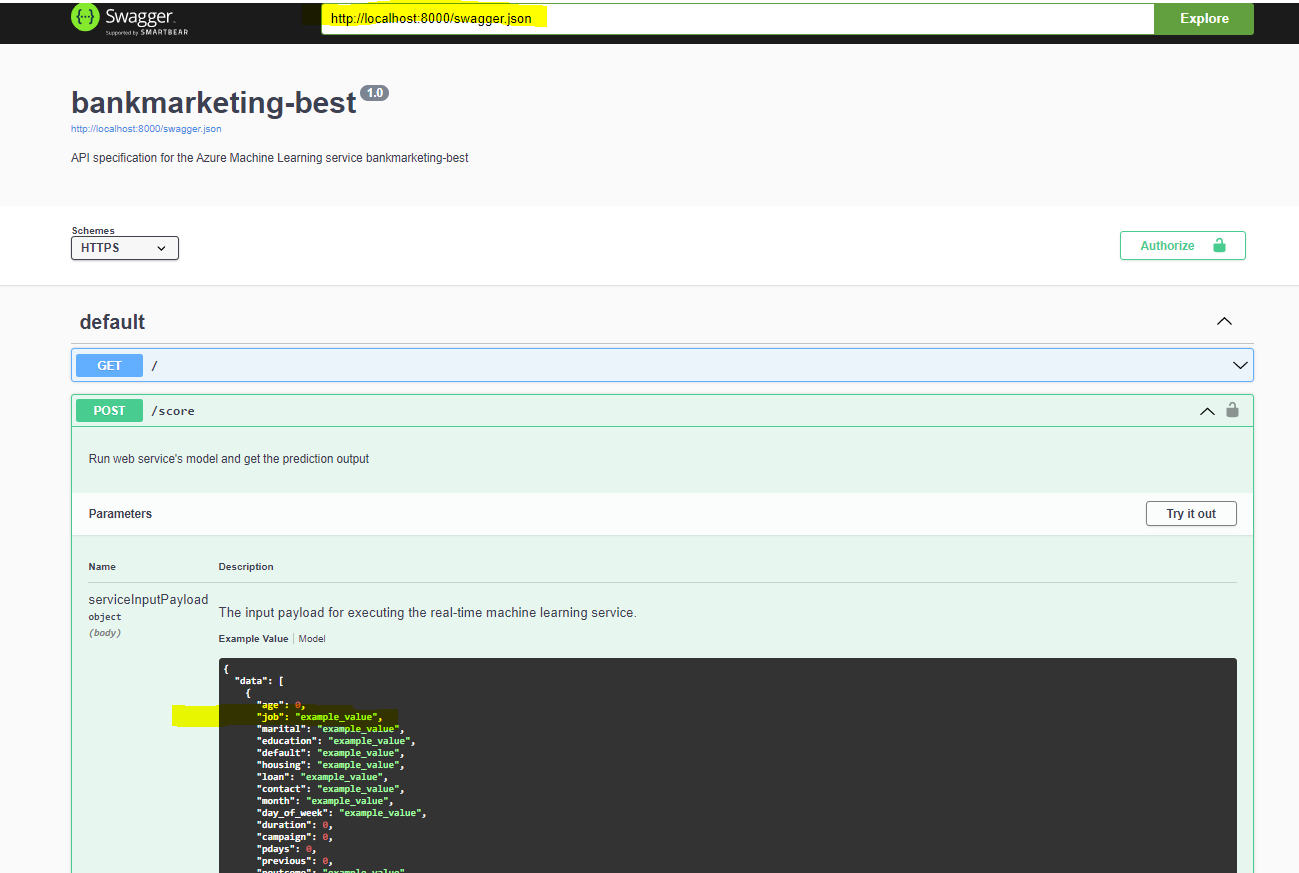 Swagger.
Supported by SMARTBEAR
http://localhost:8000/swagger.json
Explore
bankmarketing-best 1.0
http://localhost:8000/swagger.json
API specification for the Azure Machine Learning service bankmarketing-best
Schemes
HTTPS
Authorize
default
GET /
POST /score
Run web service's model and get the prediction output
Parameters
Try it out
Name Description
serviceInputPayload
object
(body)
The input payload for executing the real-time machine learning service.
Example Value | Model
{
"data": [
{
"age": 0,
"job": "example_value",
"marital": "example_value",
"education": "example_value",
"default": "example_value",
"housing": "example_value",
"loan": "example_value",
"contact": "example_value",
"month": "example_value",
"day_of_week": "example_value",
"duration": 0,
"campaign": 0,
"pdays": 0,
"previous": 0,
"poutcome": "example_value",